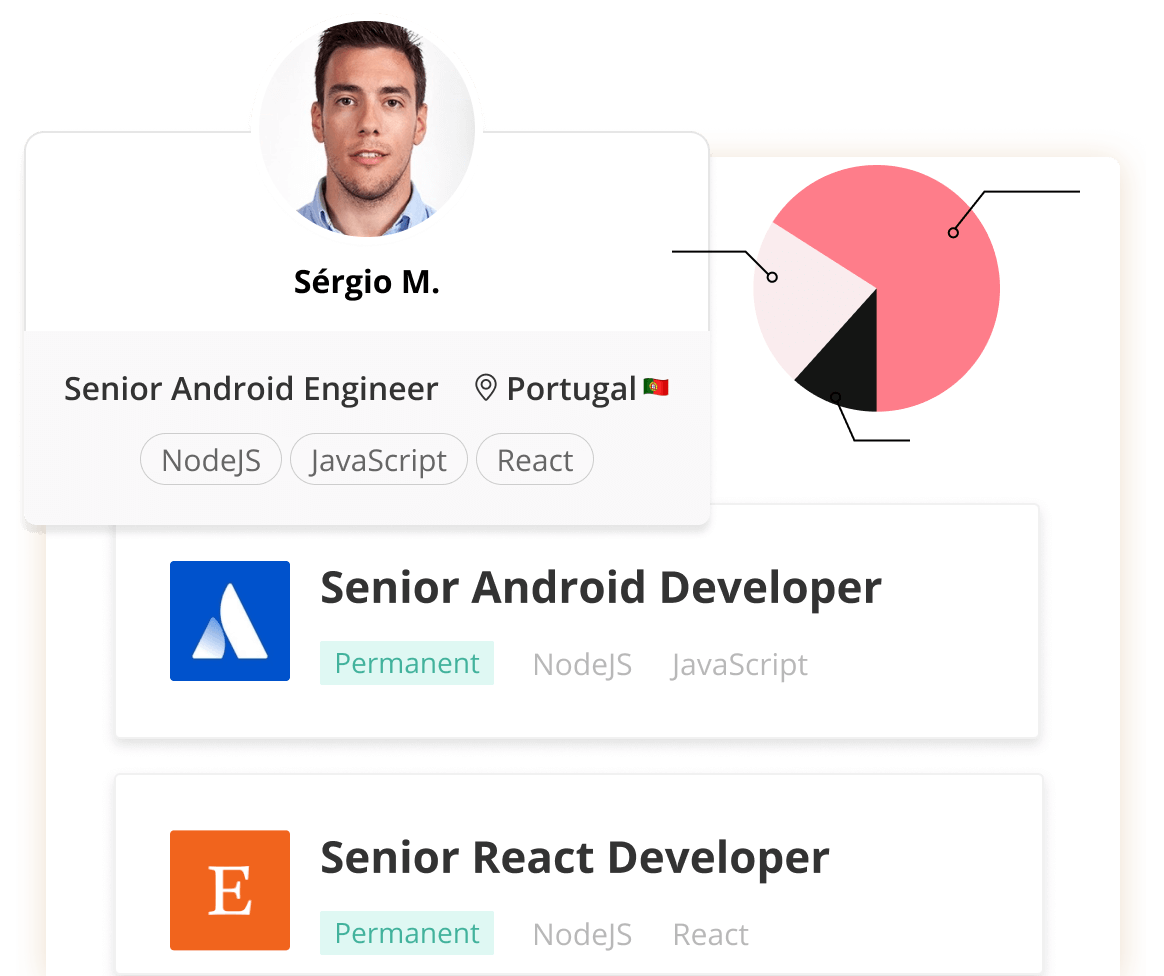 Sérgio M.
Senior Android Engineer Portugal
NodeJS JavaScript React
Senior Android Developer
Permanent NodeJS JavaScript
E
Senior React Developer
Permanent NodeJS React